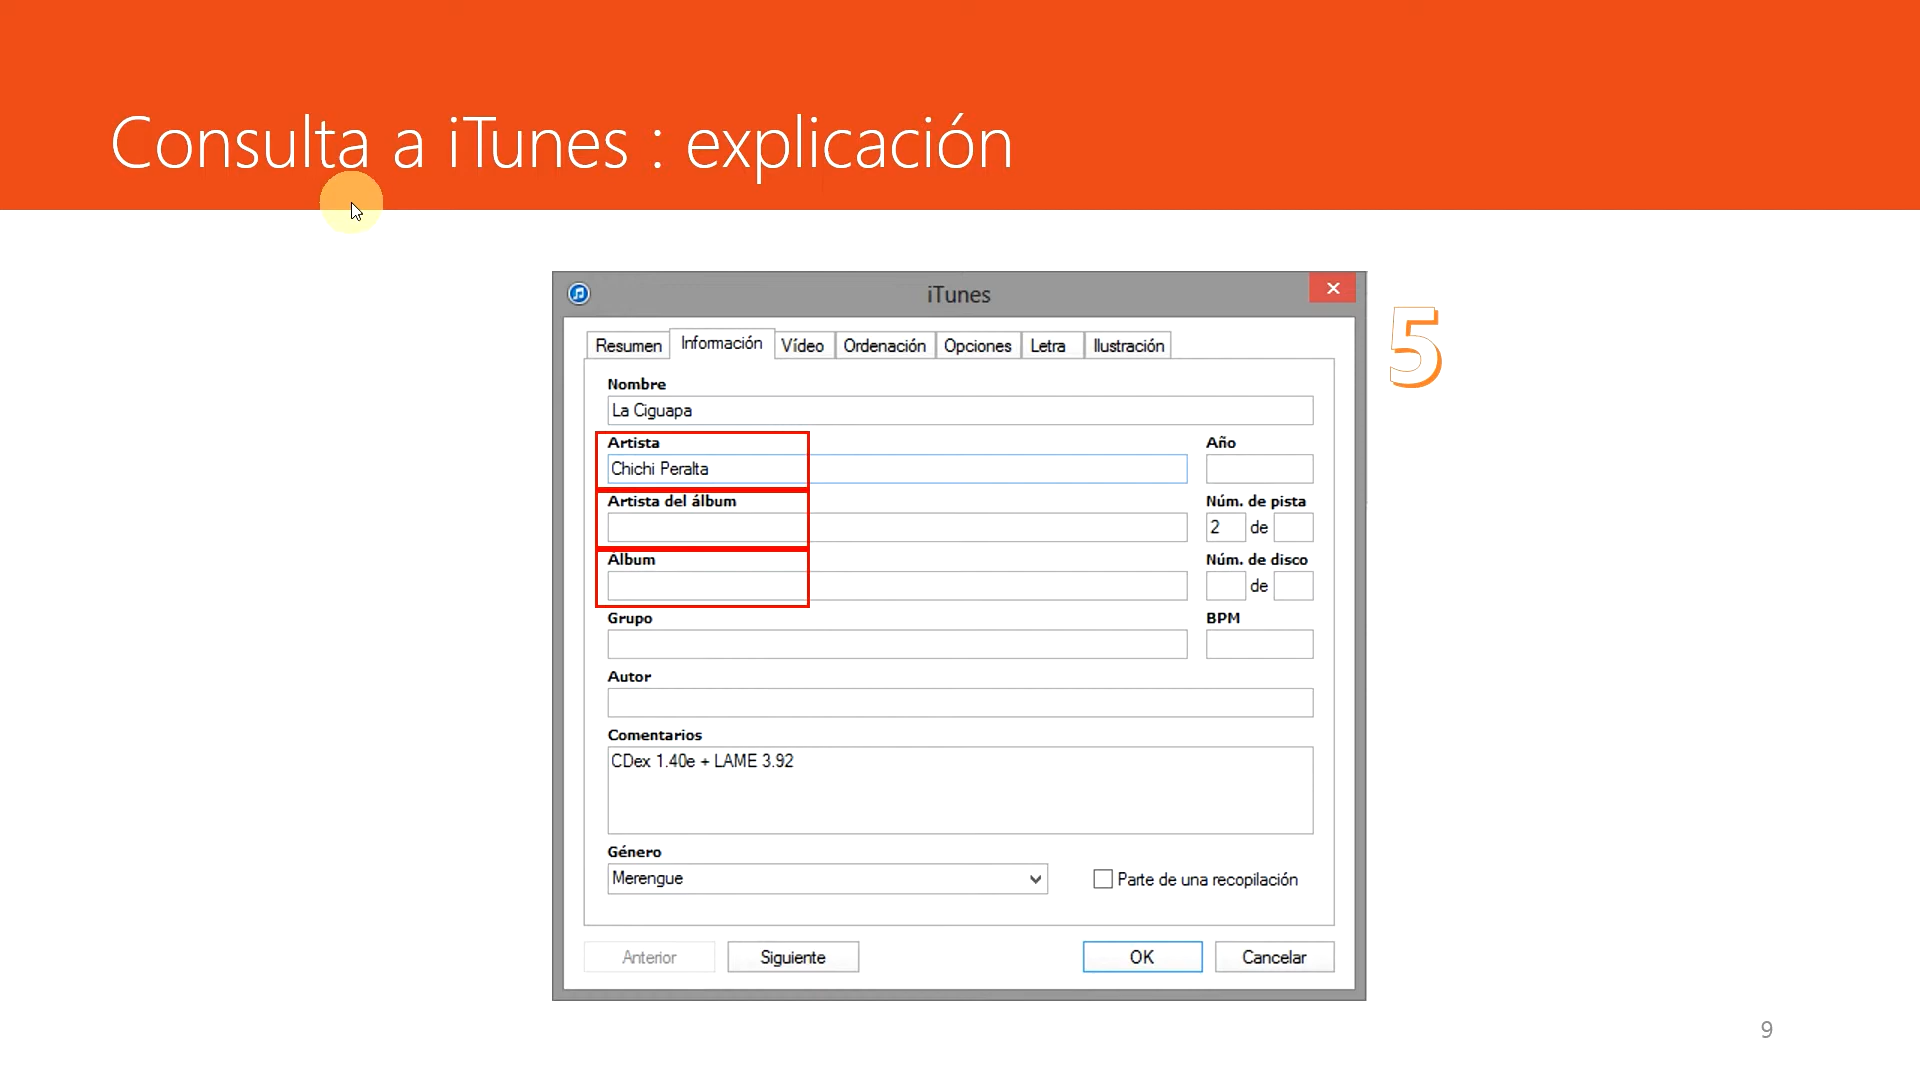 Consulta a iTunes : explicación
iTunes
5
Resumen Información Vídeo Ordenación Opciones Letra Ilustración
Nombre
La Ciguapa
Artista Año
Chichi Peralta
Artista del álbum Núm. de pista
2 de
Álbum Núm. de disco
de
Grupo BPM
Autor
Comentarios
CDex 1.40e + LAME 3.92
Género
Merengue Parte de una recopilación
Anterior Siguiente OK Cancelar
9